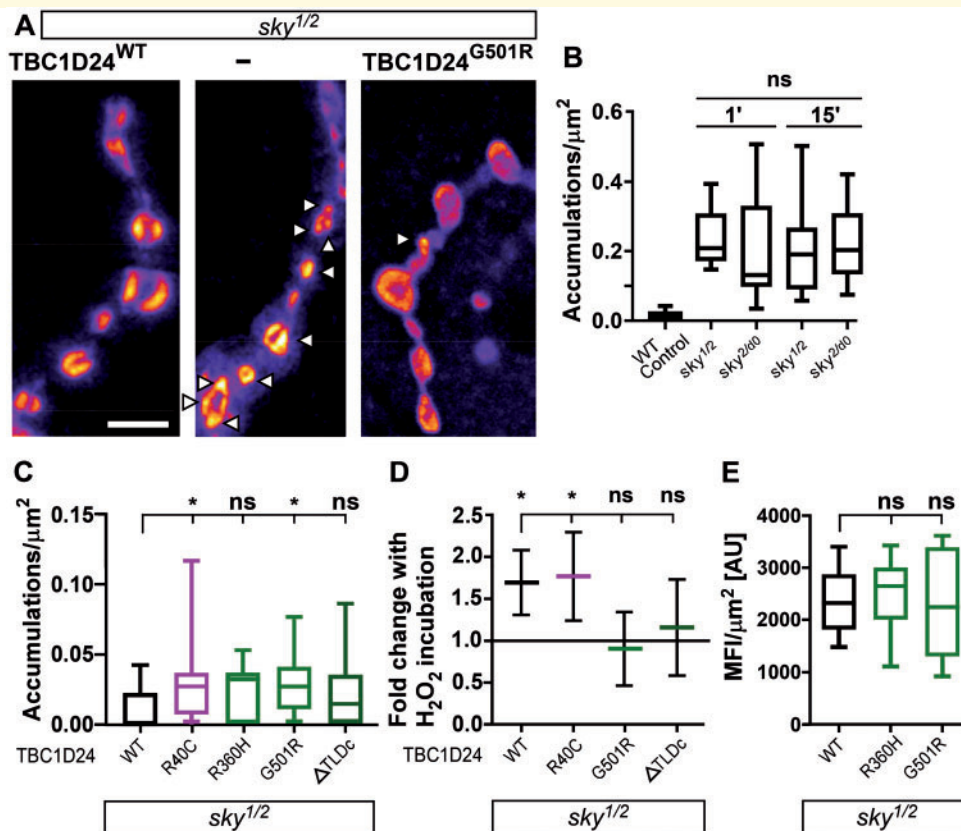 A
sky1/2
TBC1D24WT
–
TBC1D24G501R
B
ns
1' 15'
Accumulations/μm2
0.6
0.4
0.2
0.0
WT Control
sky1/2
sky2/d0
sky1/2
sky2/d0
C
Accumulations/μm2
* ns * ns
0.15
0.10
0.05
0.00
TBC1D24
WT R40C R360H G501R ΔTLDc
sky1/2
D
Fold change with
H2O2 incubation
* * ns ns
2.5
2.0
1.5
1.0
0.5
0.0
TBC1D24
WT R40C G501R ΔTLDc
sky1/2
E
MFI/μm2 [AU]
ns ns
4000
3000
2000
1000
0
WT R360H G501R
sky1/2